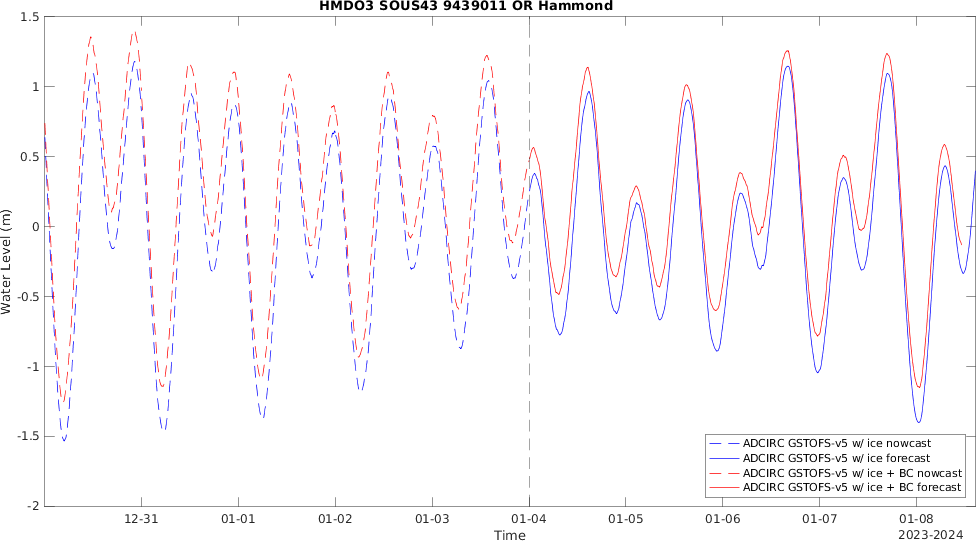 HMDO3 SOUS43 9439011 OR Hammond
1.5
1
0.5
0
-0.5
-1
-1.5
-2
Water Level (m)
12-31
01-01
01-02
01-03
01-04
01-05
01-06
01-07
01-08
Time
2023-2024
ADCIRC GSTOFS-v5 w/ ice nowcast
ADCIRC GSTOFS-v5 w/ ice forecast
ADCIRC GSTOFS-v5 w/ ice + BC nowcast
ADCIRC GSTOFS-v5 w/ ice + BC forecast